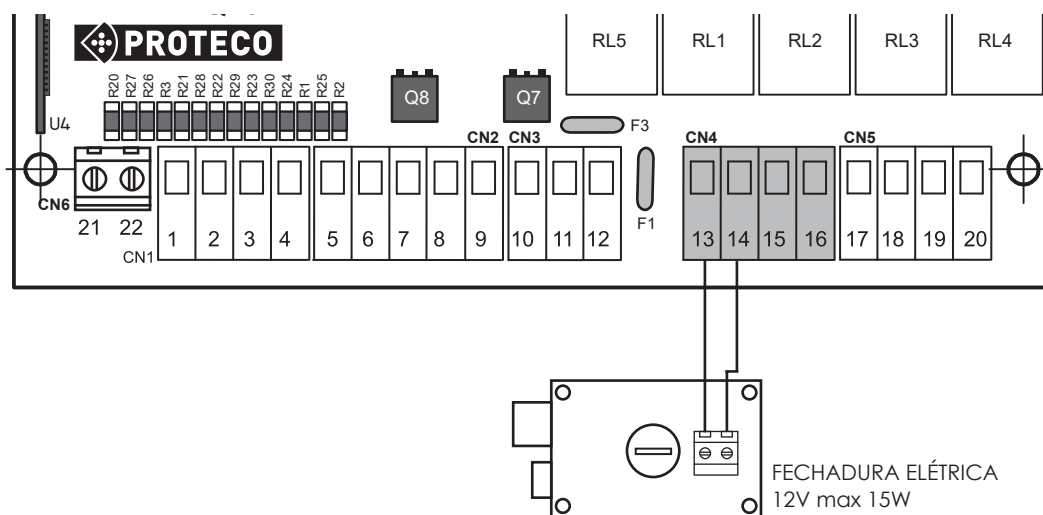 PROTECO
RL5 RL1 RL2 RL3 RL4
R20 R27 R26 R3 R21 R28 R22 R29 R23 R30 R24 R1 R25 R2
Q8 Q7
U4
F3
CN2 CN3 CN4 CN5
CN6
21 22
1 2 3 4 5 6 7 8 9 10 11 12 13 14 15 16 17 18 19 20
F1
CN1
FECHADURA ELÉTRICA
12V max 15W